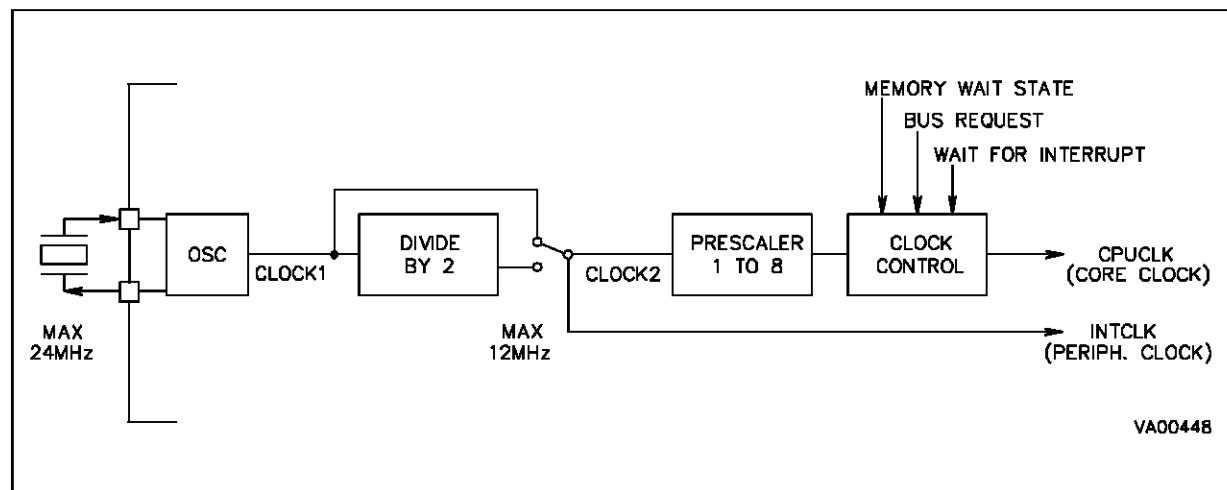 MEMORY WAIT STATE
BUS REQUEST
WAIT FOR INTERRUPT
OSC
CLOCK1
DIVIDE
BY 2
CLOCK2
PRESCALER
1 TO 8
CLOCK
CONTROL
CPUCLK
(CORE CLOCK)
MAX
24MHz
MAX
12MHz
INTCLK
(PERIPH. CLOCK)
VA00448